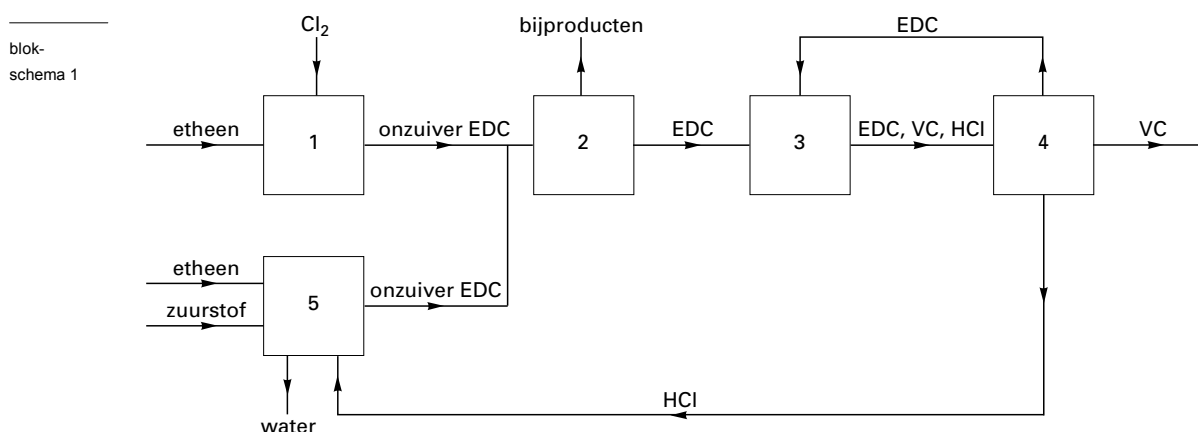 blok-
schema 1
Cl₂
bijproducten
EDC
etheen
1
onzuiver EDC
2
EDC
3
EDC, VC, HCl
4
VC
etheen
zuurstof
5
onzuiver EDC
HCl
water